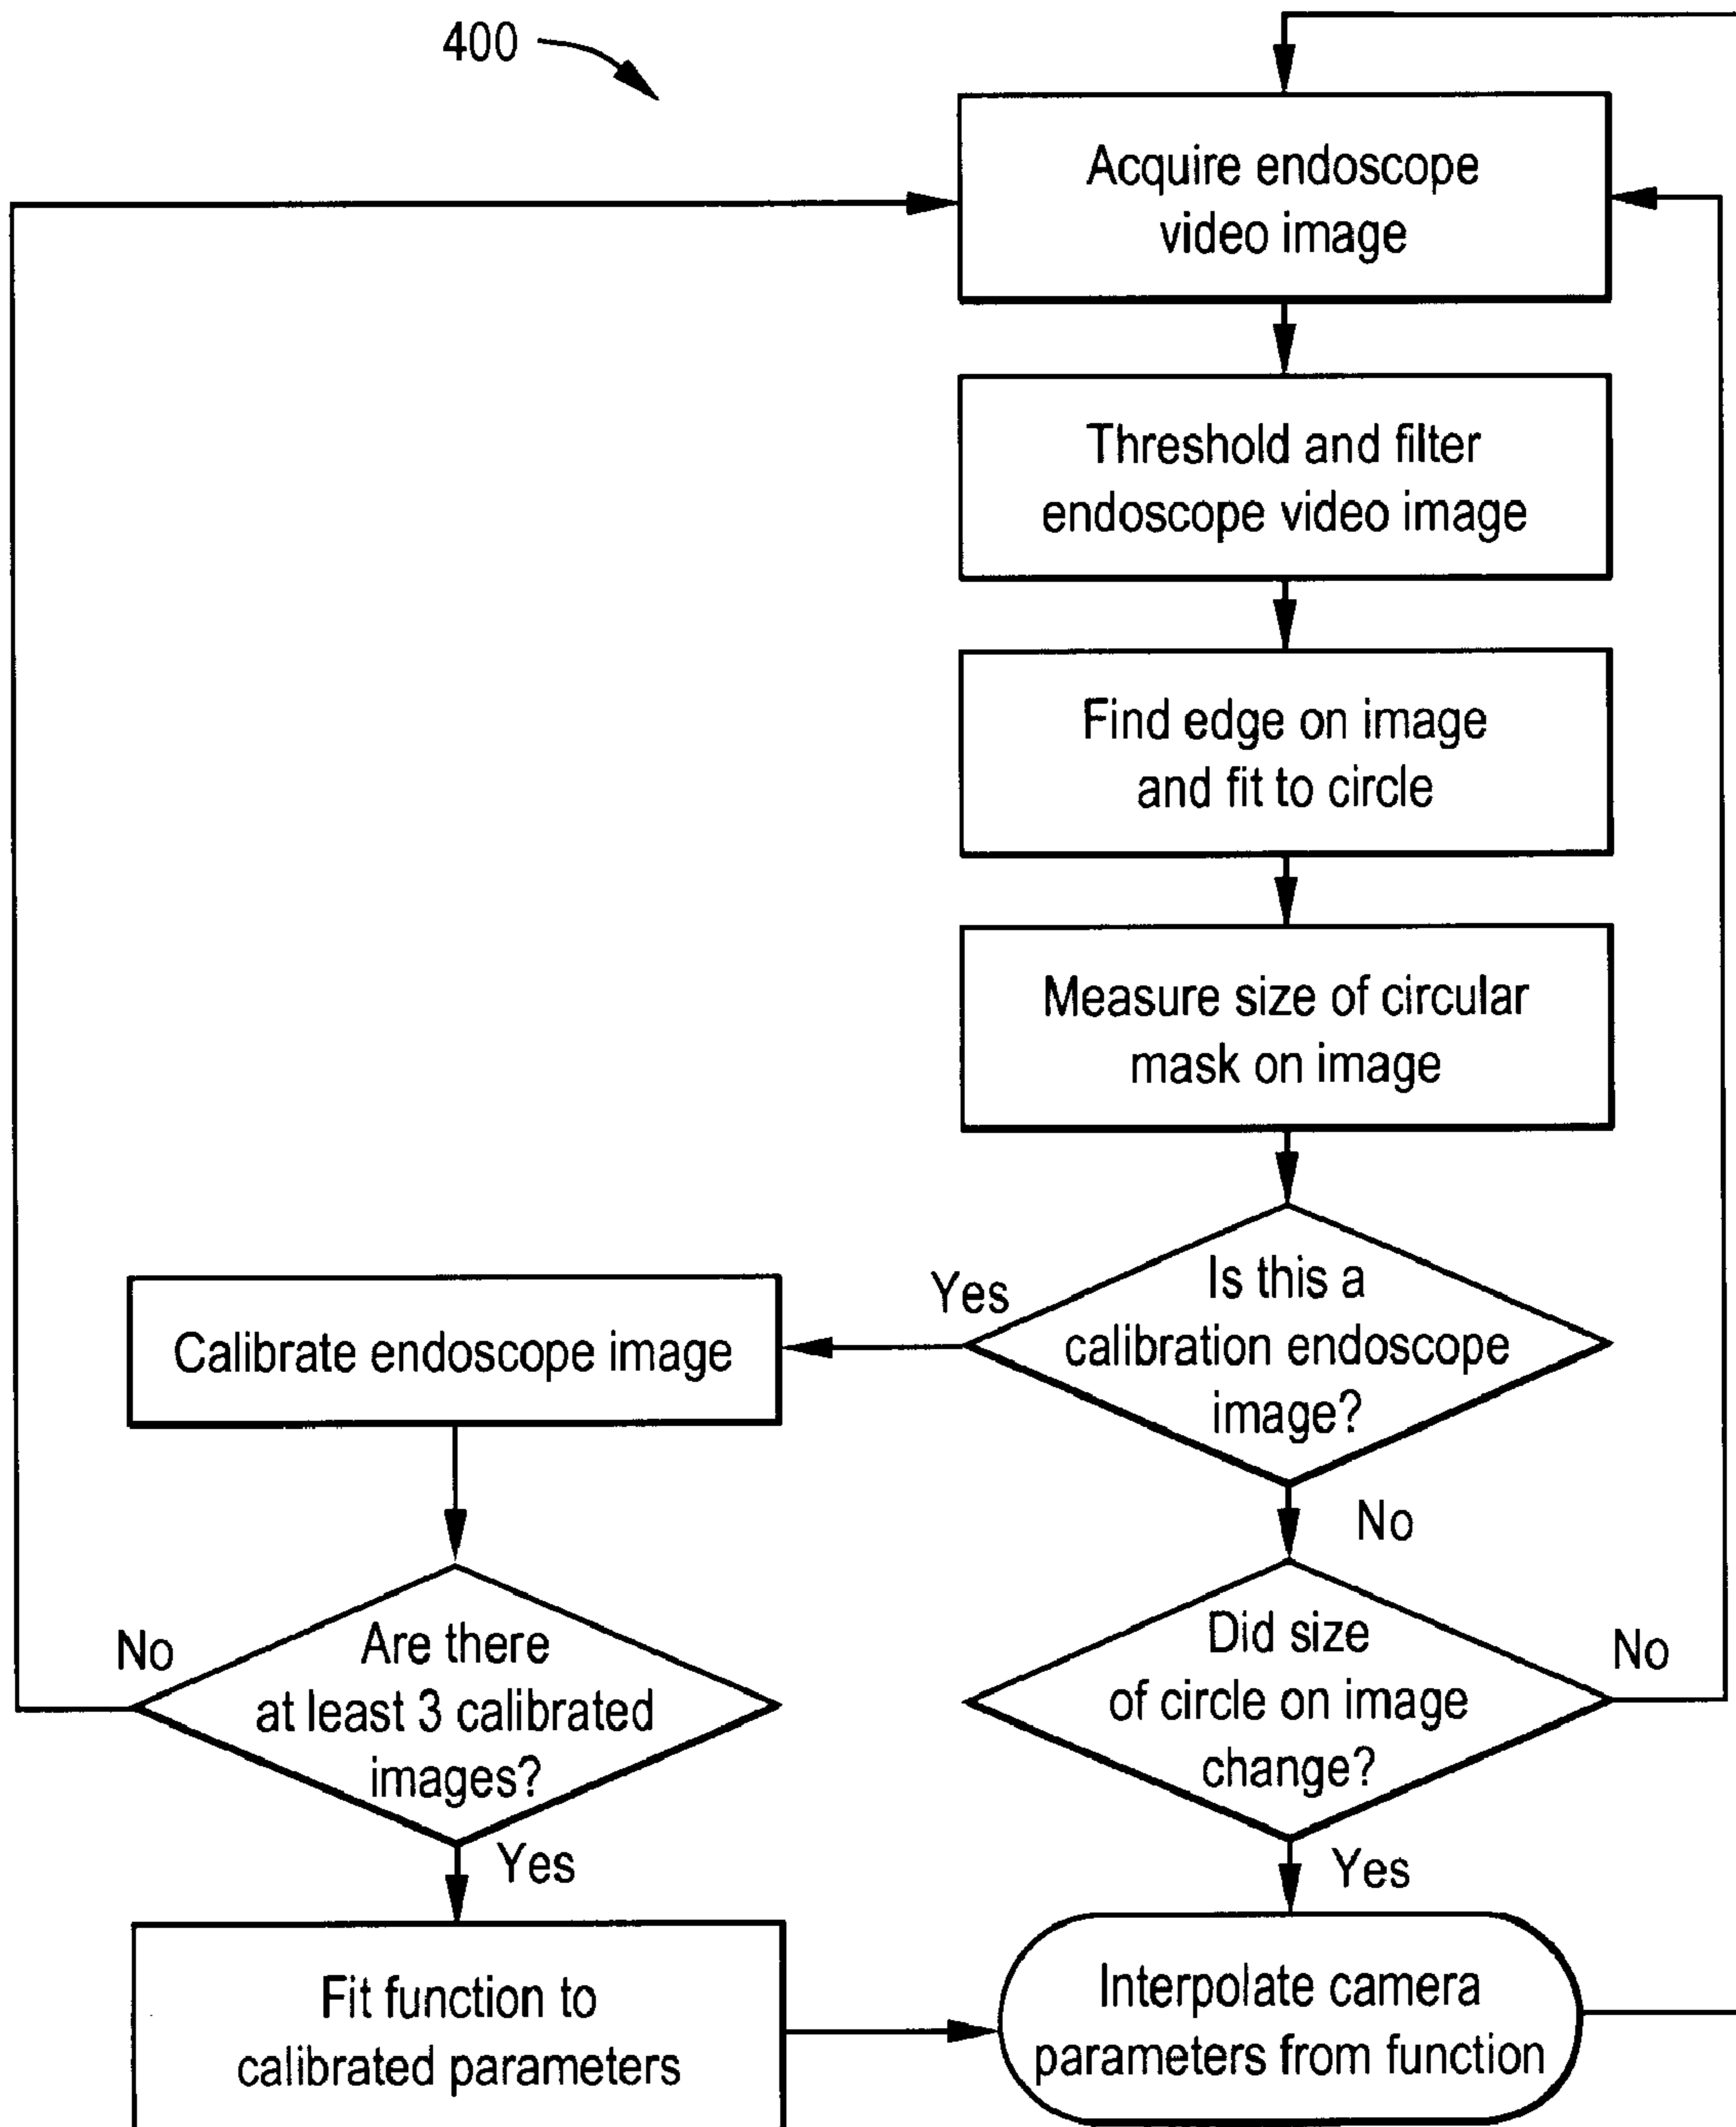 400
Acquire endoscope
video image
Threshold and filter
endoscope video image
Find edge on image
and fit to circle
Measure size of circular
mask on image
Is this a
calibration endoscope
image?
Yes
Calibrate endoscope image
No
Are there
at least 3 calibrated
images?
No
Yes
Did size
of circle on image
change?
No
Yes
Fit function to
calibrated parameters
Interpolate camera
parameters from function